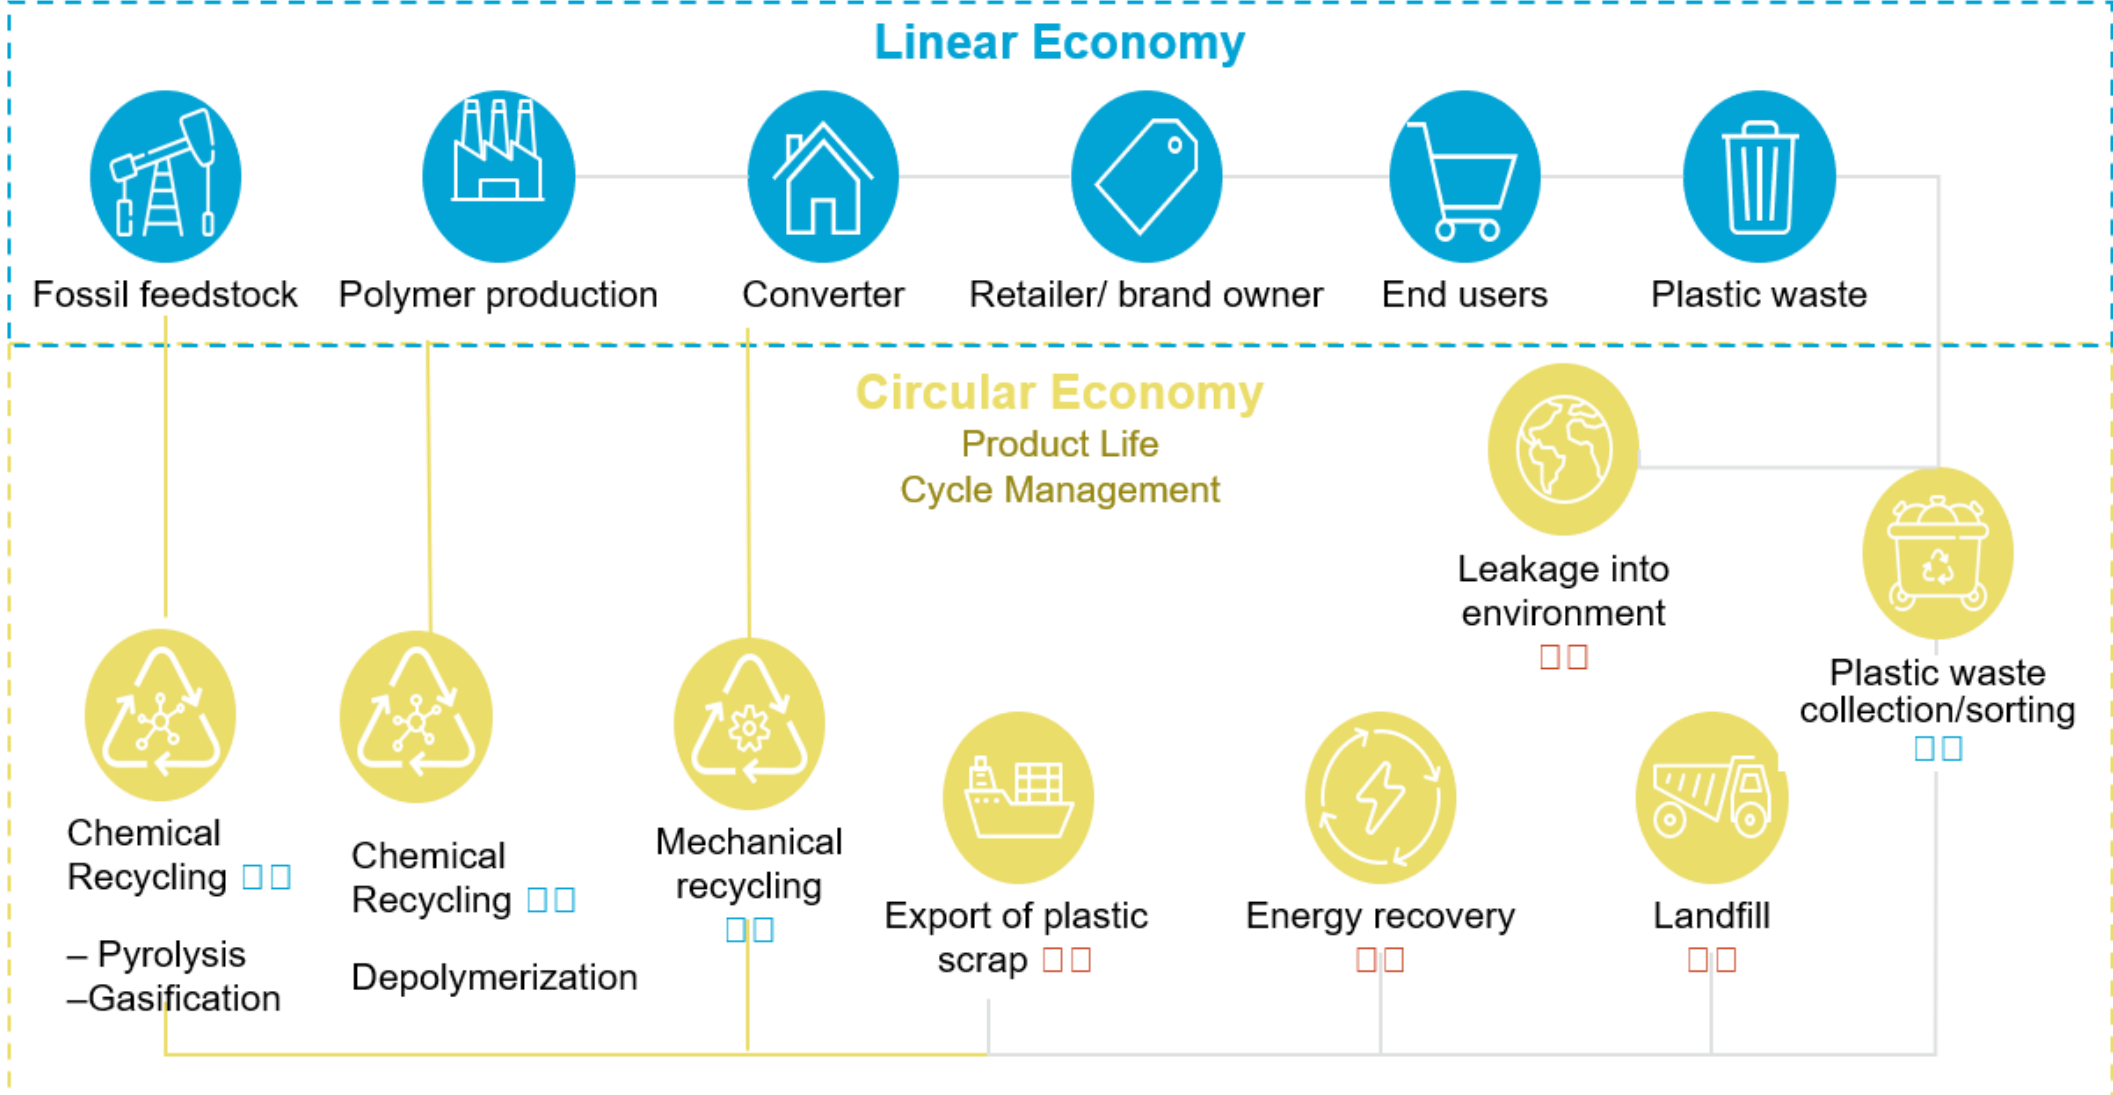 Linear Economy
Fossil feedstock
Polymer production
Converter
Retailer/ brand owner
End users
Plastic waste
Circular Economy
Product Life
Cycle Management
Leakage into
environment
Plastic waste
collection/sorting
Chemical
Recycling
– Pyrolysis
–Gasification
Chemical
Recycling
Depolymerization
Mechanical
recycling
Export of plastic
scrap
Energy recovery
Landfill